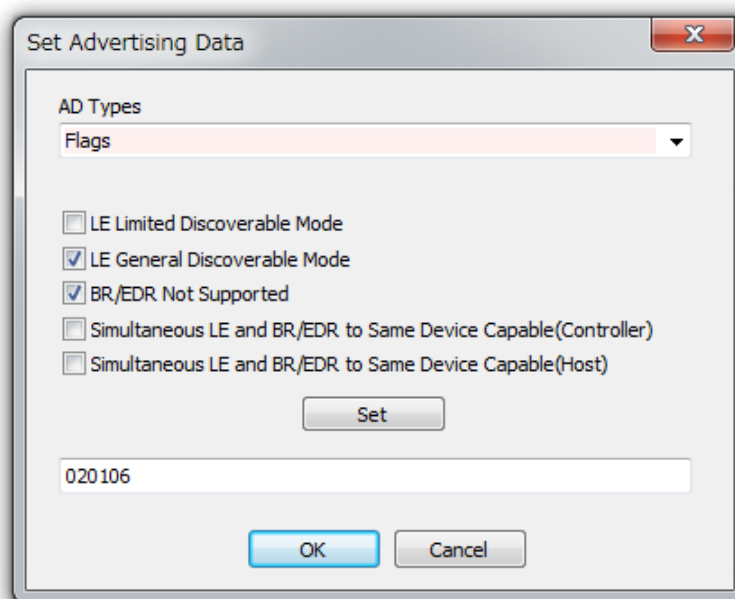 Set Advertising Data
AD Types
Flags
LE Limited Discoverable Mode
LE General Discoverable Mode
BR/EDR Not Supported
Simultaneous LE and BR/EDR to Same Device Capable(Controller)
Simultaneous LE and BR/EDR to Same Device Capable(Host)
Set
020106
OK Cancel